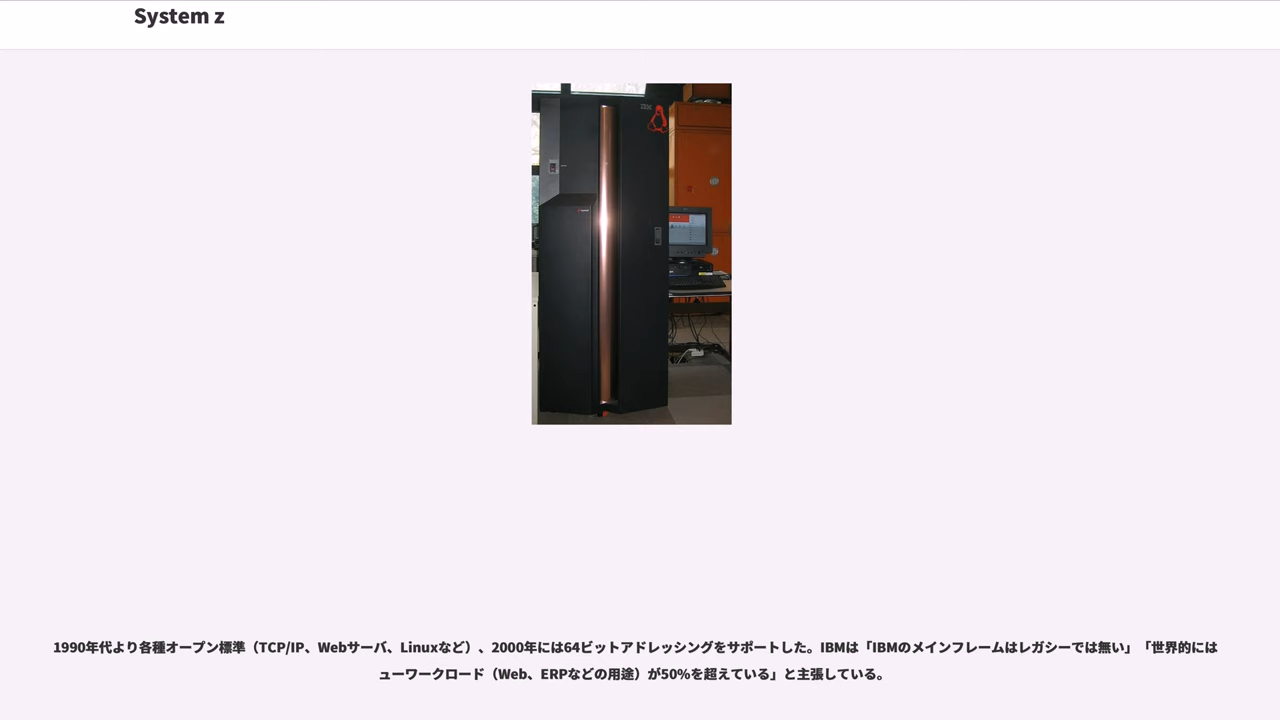 System z
IBM
1990年代より各種オープン標準（TCP/IP、Webサーバ、Linuxなど）、2000年には64ビットアドレッシングをサポートした。IBMは「IBMのメインフレームはレガシーでは無い」「世界的には
ューワークロード（Web、ERPなどの用途）が50%を超えている」と主張している。